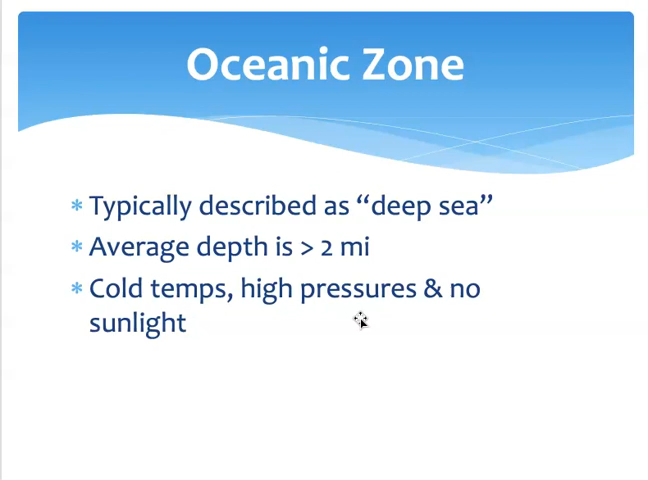 Oceanic Zone
* Typically described as “deep sea”
* Average depth is > 2 mi
* Cold temps, high pressures & no
sunlight